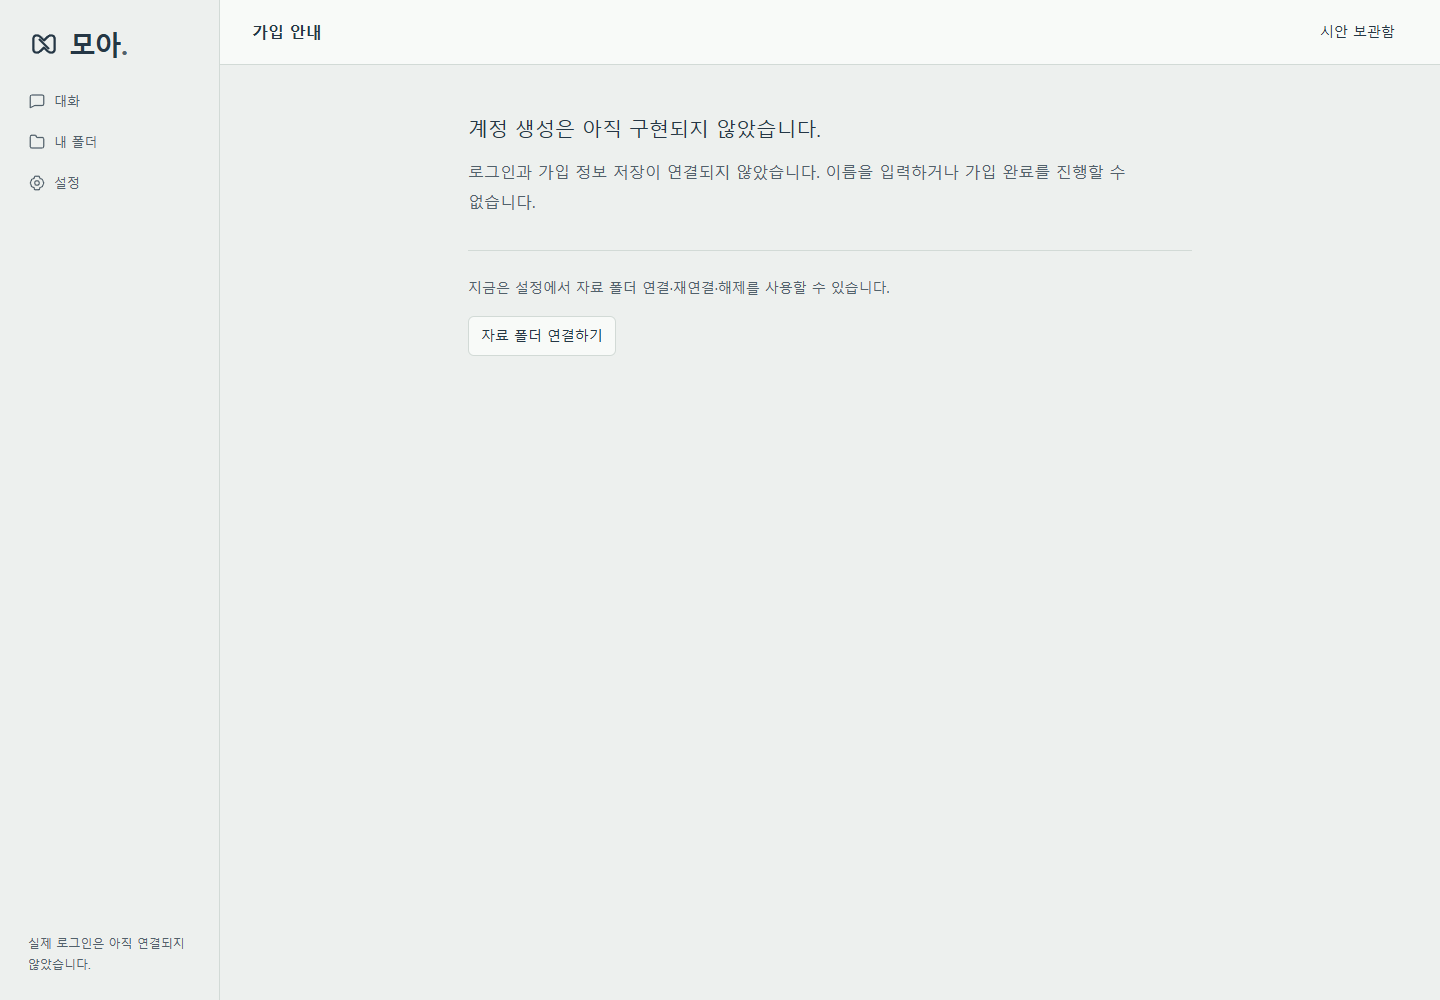 모아.
대화
내 폴더
설정
실제 로그인은 아직 연결되지
않았습니다.
가입 안내
시안 보관함
계정 생성은 아직 구현되지 않았습니다.
로그인과 가입 정보 저장이 연결되지 않았습니다. 이름을 입력하거나 가입 완료를 진행할 수
없습니다.
지금은 설정에서 자료 폴더 연결·재연결·해제를 사용할 수 있습니다.
자료 폴더 연결하기